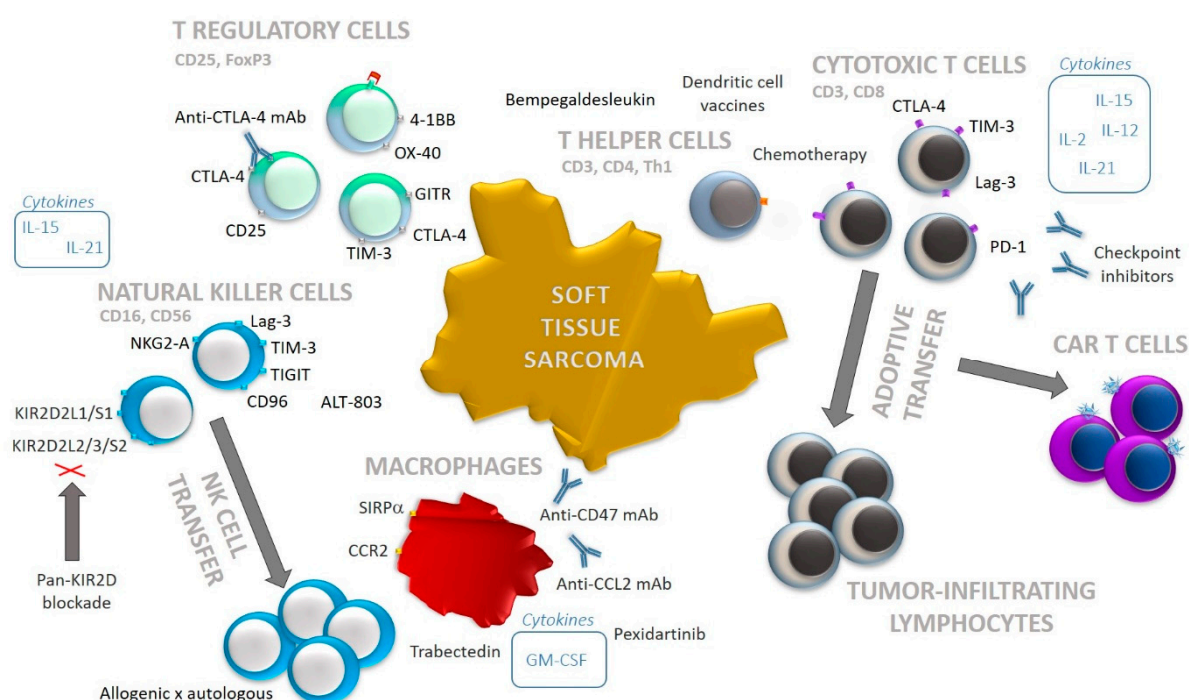 T REGULATORY CELLS
CD25, FoxP3
Anti-CTLA-4 mAb
CTLA-4
CD25
4-1BB
OX-40
GITR
CTLA-4
TIM-3
Bempegaldesleukin
Dendritic cell
vaccines
T HELPER CELLS
CD3, CD4, Th1
Chemotherapy
CYTOTOXIC T CELLS
CD3, CD8
CTLA-4
TIM-3
Lag-3
PD-1
Cytokines
IL-15
IL-2
IL-12
IL-21
Checkpoint
inhibitors
Cytokines
IL-15
IL-21
NATURAL KILLER CELLS
CD16, CD56
NKG2-A
Lag-3
TIM-3
TIGIT
CD96
ALT-803
KIR2D2L1/S1
KIR2D2L2/3/S2
Pan-KIR2D
blockade
NK CELL
TRANSFER
Allogenic x autologous
SOFT
TISSUE
SARCOMA
MACROPHAGES
SIRPα
CCR2
Anti-CD47 mAb
Anti-CCL2 mAb
Trabectedin
Cytokines
GM-CSF
Pexidartinib
ADOPTIVE
TRANSFER
CAR T CELLS
TUMOR-INFILTRATING
LYMPHOCYTES